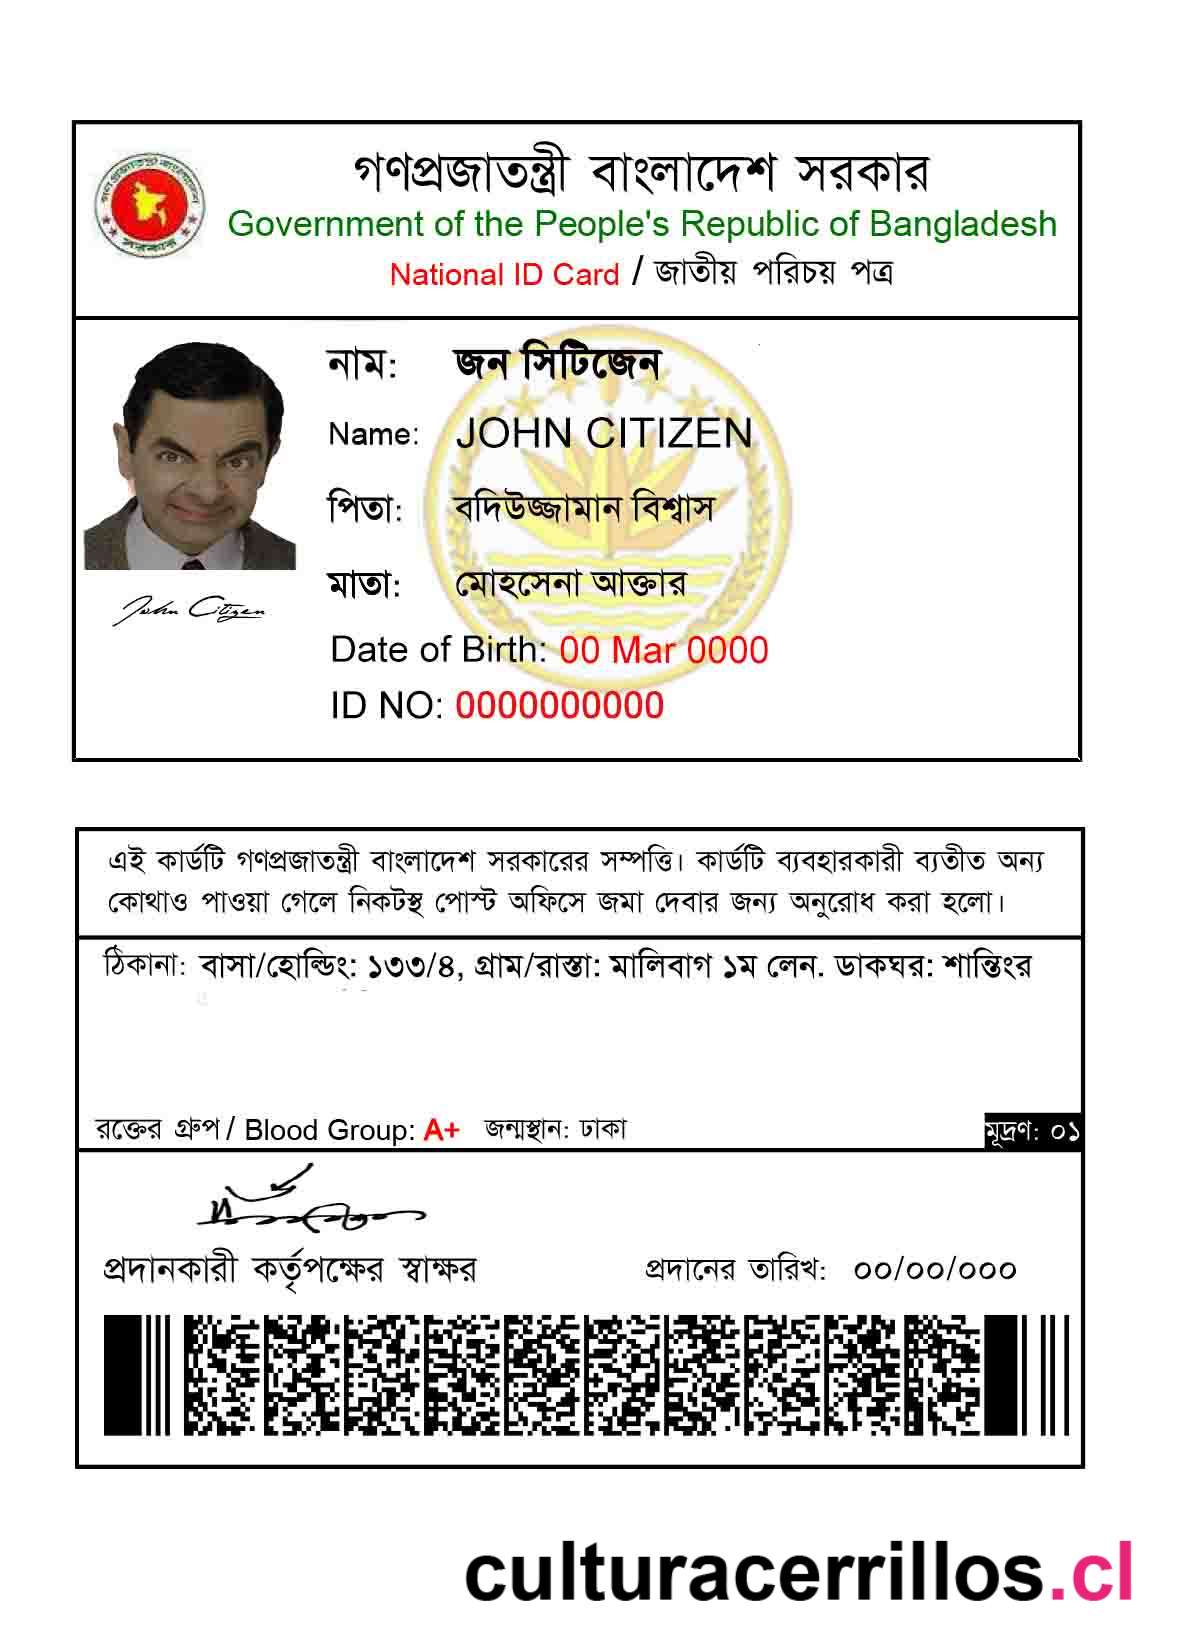 গণপ্রজাতন্ত্রী বাংলাদেশ সরকার
Government of the People's Republic of Bangladesh
National ID Card / জাতীয় পরিচয় পত্র
নাম: জন সিটিজেন
Name: JOHN CITIZEN
পিতা: বদিউজ্জামান বিশ্বাস
মাতা: মোহসেনা আক্তার
John Citizen
Date of Birth: 00 Mar 0000
ID NO: 0000000000
এই কার্ডটি গণপ্রজাতন্ত্রী বাংলাদেশ সরকারের সম্পত্তি। কার্ডটি ব্যবহারকারী ব্যতীত অন্য
কোথাও পাওয়া গেলে নিকটস্থ পোস্ট অফিসে জমা দেবার জন্য অনুরোধ করা হলো।
ঠিকানা: বাসা/হোল্ডিং: ১৩৩/৪, গ্রাম/রাস্তা: মালিবাগ ১ম লেন. ডাকঘর: শান্তিংর
রক্তের গ্রুপ / Blood Group: A+ জন্মস্থান: ঢাকা
মূদ্রণ: ০১
প্রদানকারী কর্তৃপক্ষের স্বাক্ষর
প্রদানের তারিখ: ০০/০০/০০০
culturacerrillos.cl